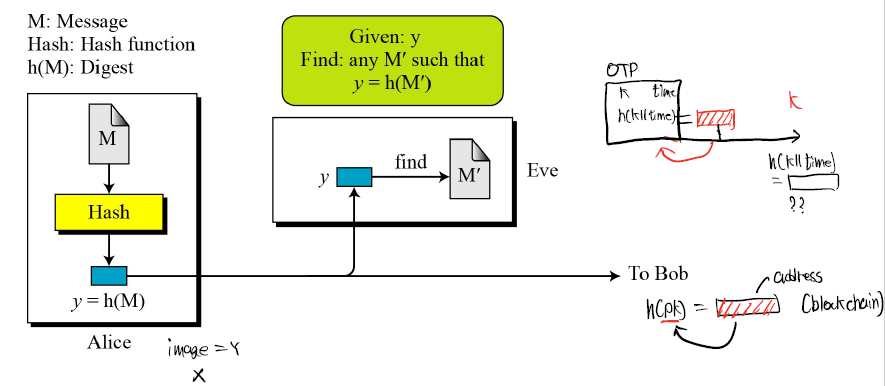 M: Message
Hash: Hash function
h(M): Digest
Given: y
Find: any M′ such that
y = h(M′)
M
Hash
y = h(M)
Alice
y
find
M′
Eve
To Bob
OTP
K time
h(K||time)
K
h(K||time)
=
??
address
h(pk) =
(blockchain)
image = Y
X